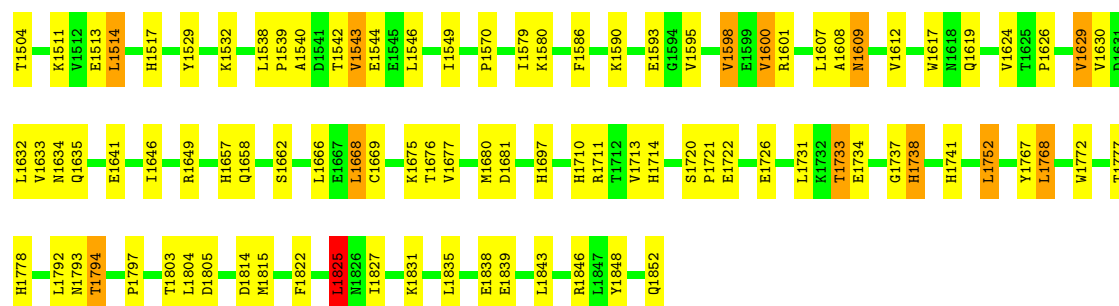 T1504 K1511 V1512 E1513 L1514 H1517 Y1529 K1532 L1538 P1539 A1540 D1541 T1542 V1543 E1544 E1545 L1546 I1549 P1570 I1579 K1580 F1586 K1590 E1593 G1594 V1595 V1598 E1599 V1600 R1601 L1607 A1608 N1609 V1612 W1617 N1618 Q1619 V1624 T1625 P1626 V1629 V1630 D1631
L1632 V1633 N1634 Q1635 E1641 I1646 R1649 H1657 Q1658 S1662 L1666 E1667 L1668 C1669 K1675 T1676 V1677 M1680 D1681 H1697 H1710 R1711 T1712 V1713 H1714 S1720 P1721 E1722 E1726 L1731 K1732 T1733 E1734 G1737 H1738 H1741 L1752 Y1767 L1768 W1772 T1777
H1778 L1792 N1793 T1794 P1797 T1803 L1804 D1805 D1814 M1815 F1822 L1825 N1826 I1827 K1831 L1835 E1838 E1839 L1843 R1846 L1847 Y1848 Q1852